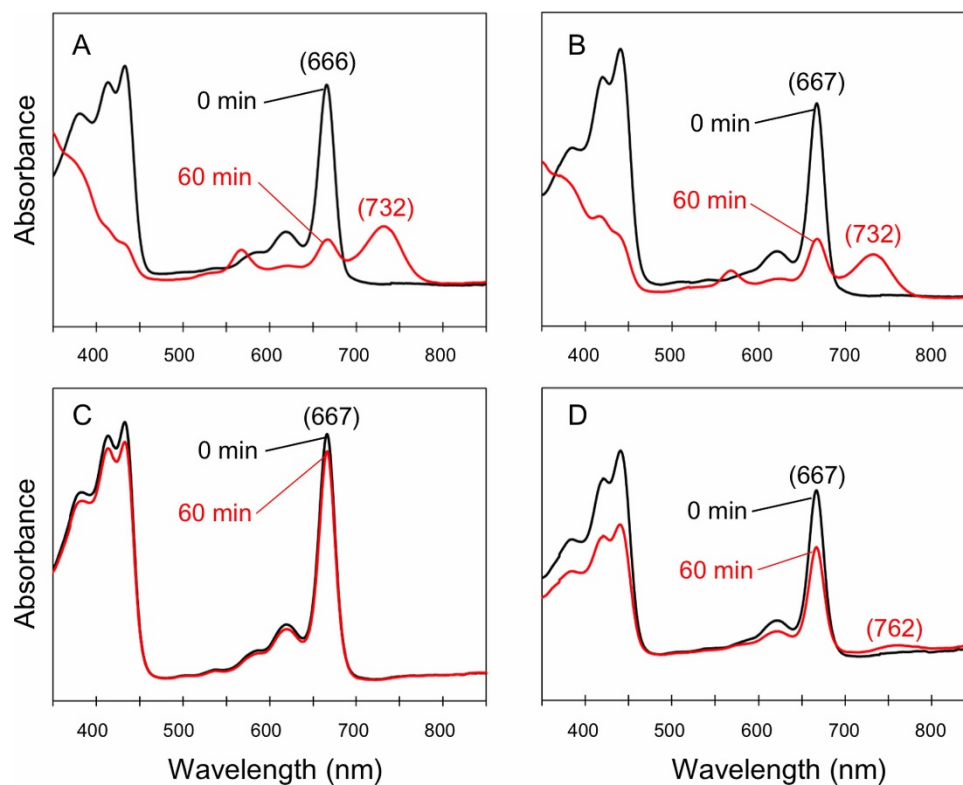 A
(666)
0 min
60 min
(732)
Absorbance
400 500 600 700 800
B
(667)
0 min
60 min
(732)
400 500 600 700 800
C
(667)
0 min
60 min
Absorbance
400 500 600 700 800
Wavelength (nm)
D
(667)
0 min
60 min
(762)
400 500 600 700 800
Wavelength (nm)